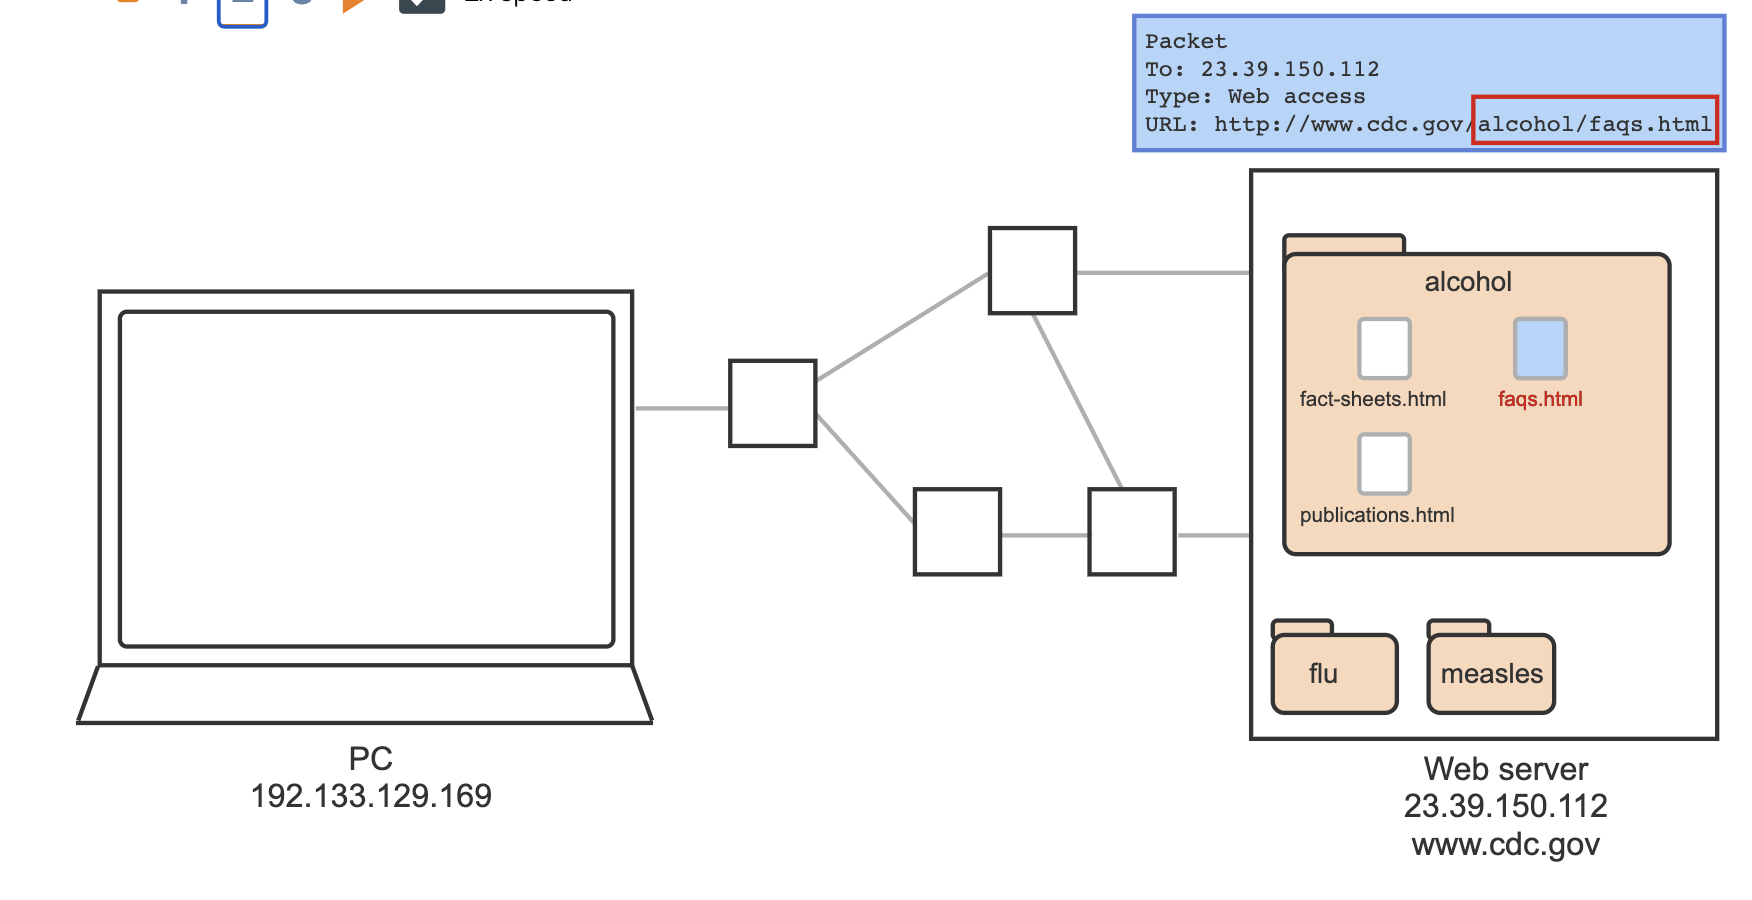 Packet
To: 23.39.150.112
Type: Web access
URL: http://www.cdc.gov/alcohol/faqs.html
alcohol
fact-sheets.html
faqs.html
publications.html
flu
measles
PC
192.133.129.169
Web server
23.39.150.112
www.cdc.gov